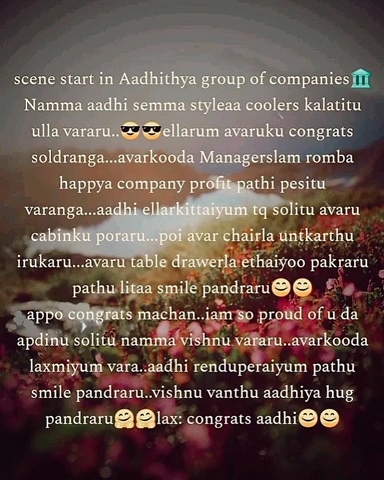 scene start in Aadhithya group of companies🏛️
Namma aadhi semma styleaa coolers kalatitu
ulla vararu..😎😎ellarum avaruku congrats
soldranga...avarkooda Managerslam romba
happya company profit pathi pesitu
varanga...aadhi ellarkittaiyum tq solitu avaru
cabinku poraru...poi avar chairla untkarthu
irukaru...avaru table drawerla ethaiyoo pakraru
pathu litaa smile pandraru😊😊
appo congrats machan..iam so proud of u da
apdinu solitu namma vishnu vararu..avarkooda
laxmiyum vara..aadhi renduperaiyum pathu
smile pandraru..vishnu vanthu aadhiya hug
pandraru🤗🤗lax: congrats aadhi😊😊